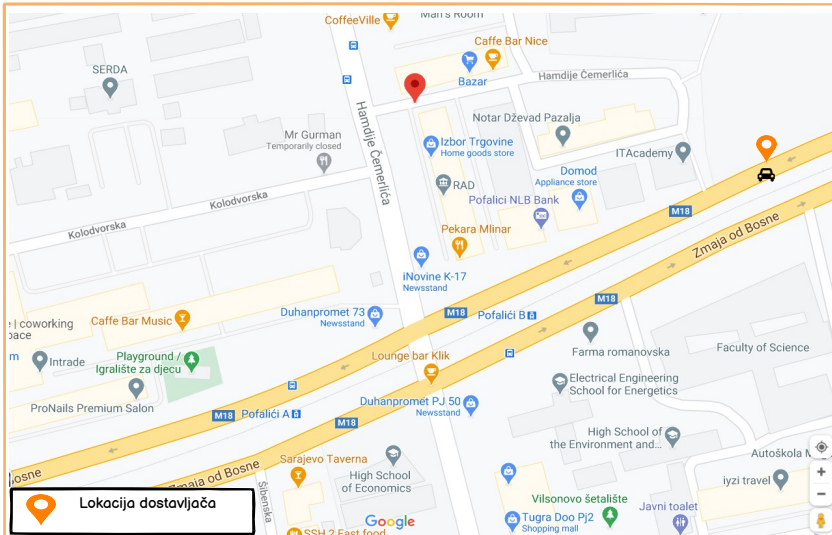 Man's Room
CoffeeVille
Caffe Bar Nice
SERDA
Bazar
Hamdije Čemerlića
Notar Dževad Pazalja
Mr Gurman
Temporarily closed
Hamdije Čemerlića
Izbor Trgovine
Home goods store
ITAcademy
Domod
Appliance store
RAD
Pofalici NLB Bank
Kolodvorska
Kolodvorska
M18
Pekara Mlinar
Zmaja od Bosne
iNovine K-17
Newsstand
M18
Duhanpromet 73
Newsstand
M18
Pofalići B
Caffe Bar Music
coworking
Farma romanovska
Faculty of Science
Lounge bar Klik
Playground /
Igralište za djecu
Intrade
Electrical Engineering
School for Energetics
ProNails Premium Salon
Duhanpromet PJ 50
Newsstand
M18
Pofalići A
M18
High School of
the Environment and...
Autoškola
Sarajevo Taverna
High School
of Economics
Zmaja od Bosne
iyzi travel
Vilsonovo šetalište
Šibenska
Javni toalet
Lokacija dostavljača
Google
Tugra Doo Pj2
Shopping mall
SSH 2 Fast food